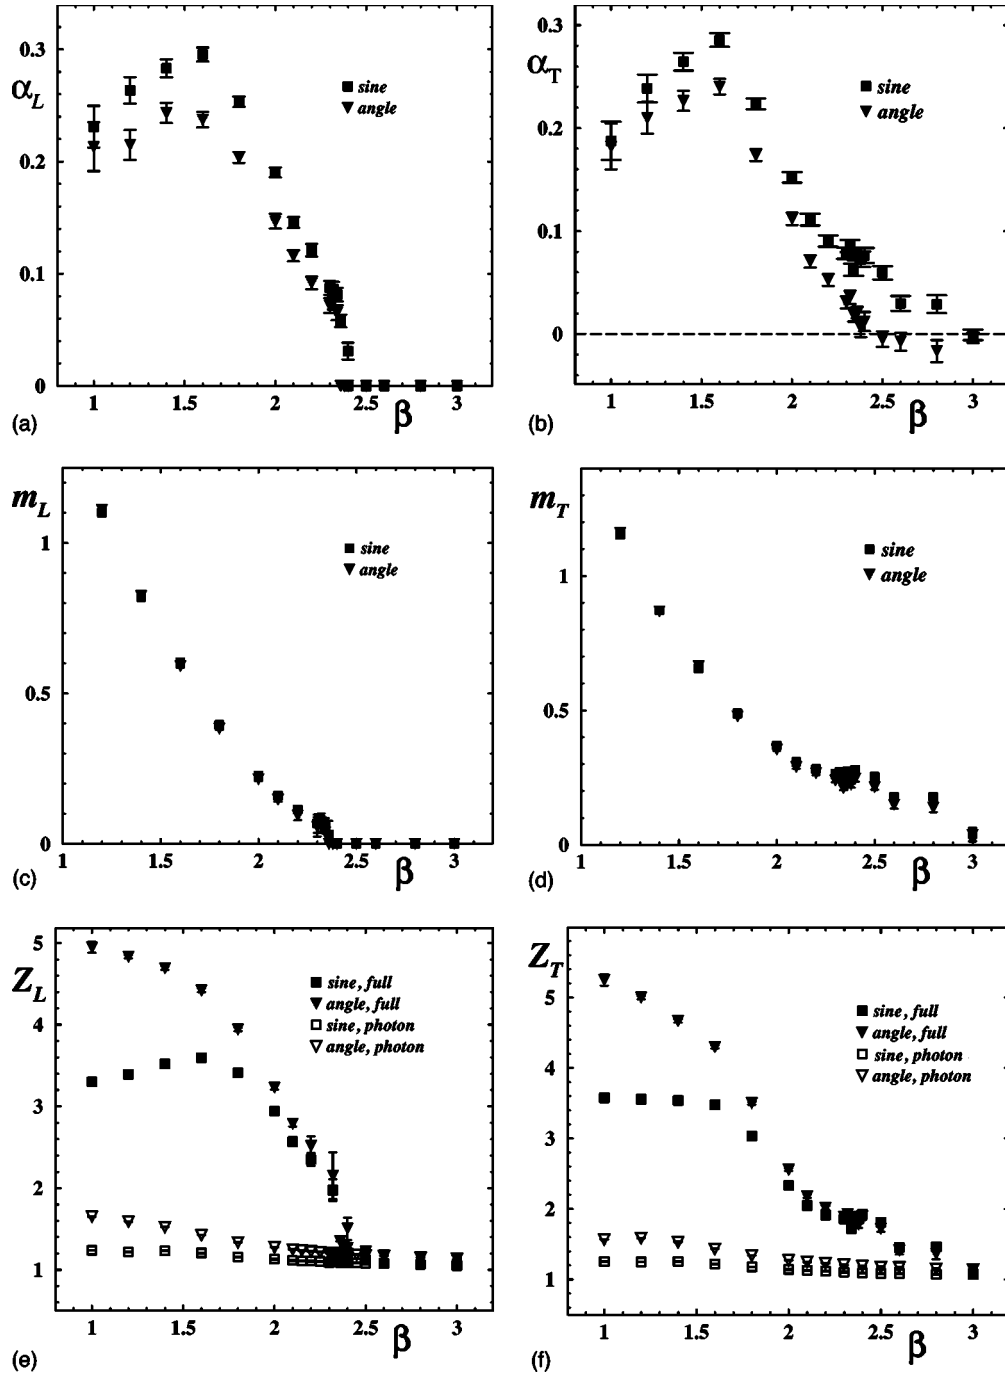 0.3
α_L
0.2
0.1
0
sine
angle
1
1.5
2
2.5
3
β
(a)
0.3
α_T
0.2
0.1
0
sine
angle
1
1.5
2
2.5
3
β
(b)
m_L
1
0.5
0
sine
angle
1
1.5
2
2.5
3
β
(c)
m_T
1
0.5
0
sine
angle
1
1.5
2
2.5
3
β
(d)
5
Z_L
4
3
2
1
sine, full
angle, full
sine, photon
angle, photon
1
1.5
2
2.5
3
β
(e)
Z_T
5
4
3
2
1
sine, full
angle, full
sine, photon
angle, photon
1
1.5
2
2.5
3
β
(f)